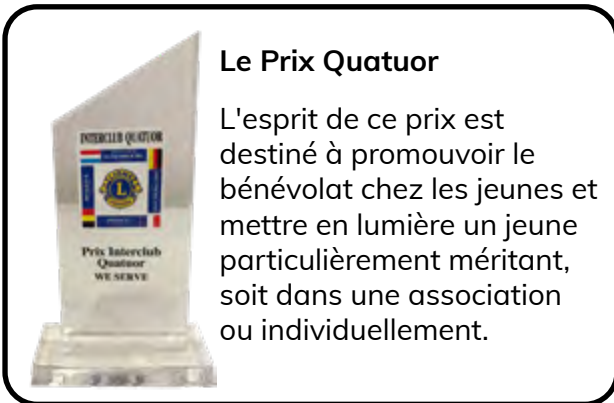 Le Prix Quatuor
L'esprit de ce prix est
destiné à promouvoir le
bénévolat chez les jeunes et
mettre en lumière un jeune
particulièrement méritant,
soit dans une association
ou individuellement.
INTERCLUB QUATUOR
L
Prix Interclub
Quatuor
WE SERVE